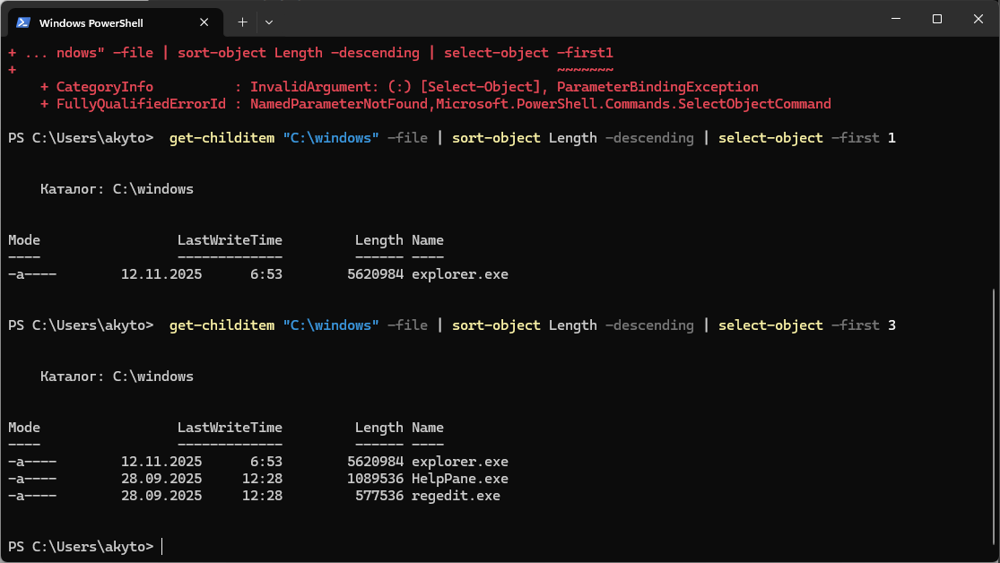 Windows PowerShell
+ ... ndows" -file | sort-object Length -descending | select-object -first1
+ ~~~~~~~
+ CategoryInfo : InvalidArgument: (:) [Select-Object], ParameterBindingException
+ FullyQualifiedErrorId : NamedParameterNotFound,Microsoft.PowerShell.Commands.SelectObjectCommand
PS C:\Users\akyto> get-childitem "C:\windows" -file | sort-object Length -descending | select-object -first 1
Каталог: C:\windows
Mode LastWriteTime Length Name
---- ------------- ------ ----
-a---- 12.11.2025 6:53 5620984 explorer.exe
PS C:\Users\akyto> get-childitem "C:\windows" -file | sort-object Length -descending | select-object -first 3
Каталог: C:\windows
Mode LastWriteTime Length Name
---- ------------- ------ ----
-a---- 12.11.2025 6:53 5620984 explorer.exe
-a---- 28.09.2025 12:28 1089536 HelpPane.exe
-a---- 28.09.2025 12:28 577536 regedit.exe
PS C:\Users\akyto>